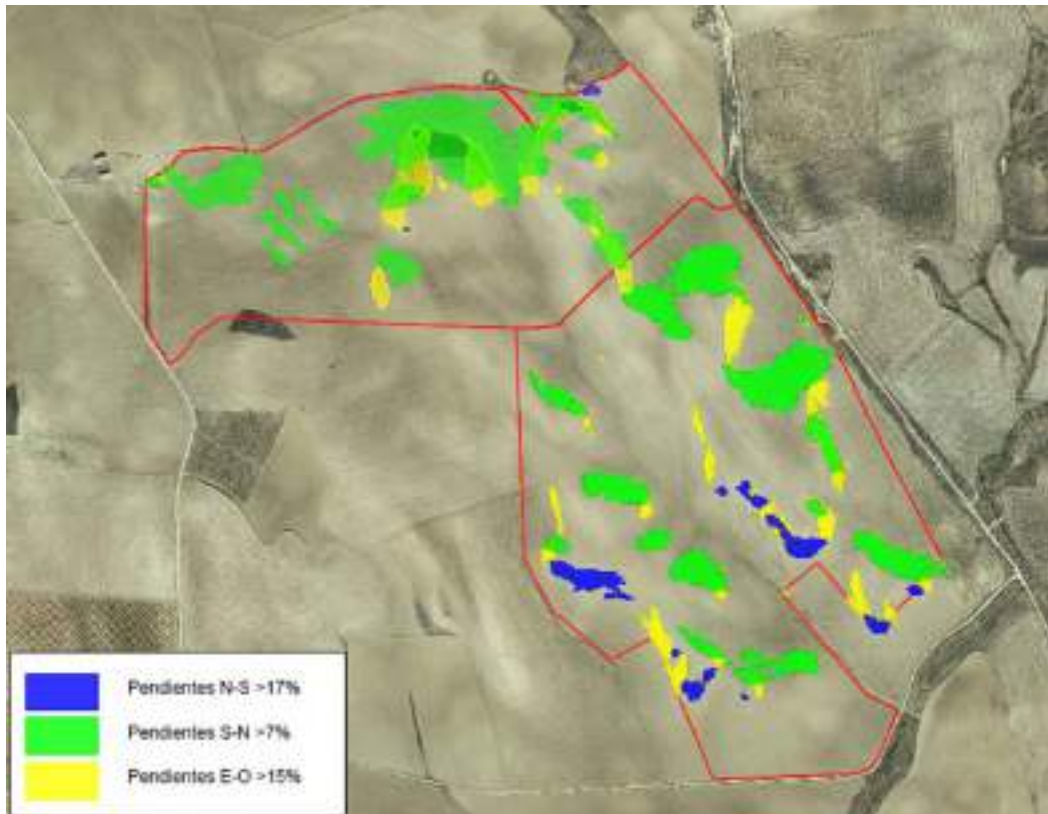 Pendientes N-S >17%
Pendientes S-N >7%
Pendientes E-O >15%